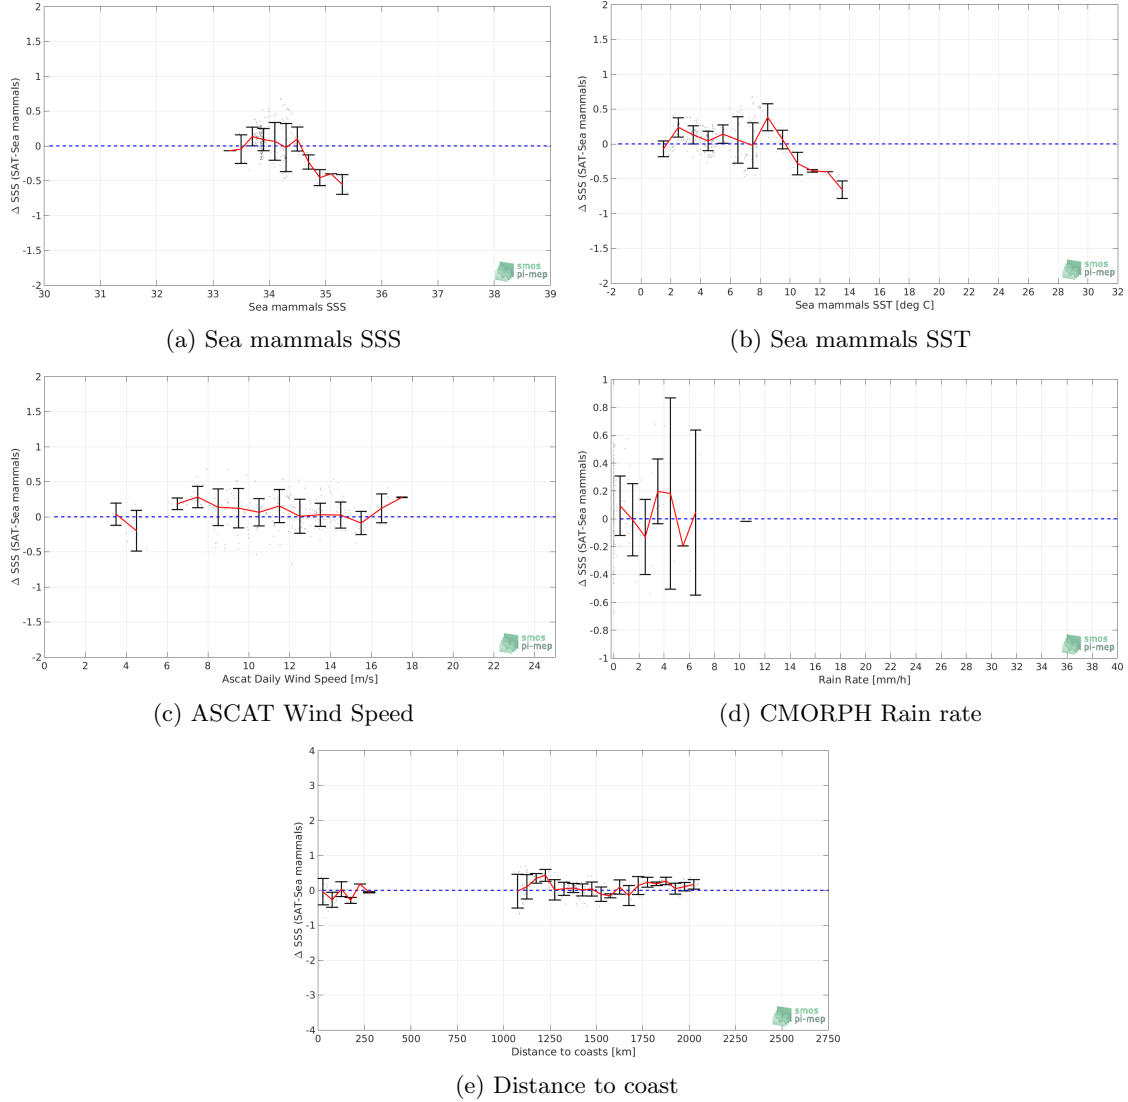 2
1.5
1
0.5
0
-0.5
-1
-1.5
-2
Δ SSS (SAT-Sea mammals)
30 31 32 33 34 35 36 37 38 39
Sea mammals SSS
smos
pi-mep
(a) Sea mammals SSS
2
1.5
1
0.5
0
-0.5
-1
-1.5
-2
Δ SSS (SAT-Sea mammals)
-2 0 2 4 6 8 10 12 14 16 18 20 22 24 26 28 30 32
Sea mammals SST [deg C]
smos
pi-mep
(b) Sea mammals SST
2
1.5
1
0.5
0
-0.5
-1
-1.5
-2
Δ SSS (SAT-Sea mammals)
0 2 4 6 8 10 12 14 16 18 20 22 24
Ascat Daily Wind Speed [m/s]
smos
pi-mep
(c) ASCAT Wind Speed
1
0.8
0.6
0.4
0.2
0
-0.2
-0.4
-0.6
-0.8
-1
Δ SSS (SAT-Sea mammals)
0 2 4 6 8 10 12 14 16 18 20 22 24 26 28 30 32 34 36 38 40
Rain Rate [mm/h]
smos
pi-mep
(d) CMORPH Rain rate
4
3
2
1
0
-1
-2
-3
-4
Δ SSS (SAT-Sea mammals)
0 250 500 750 1000 1250 1500 1750 2000 2250 2500 2750
Distance to coasts [km]
smos
pi-mep
(e) Distance to coast